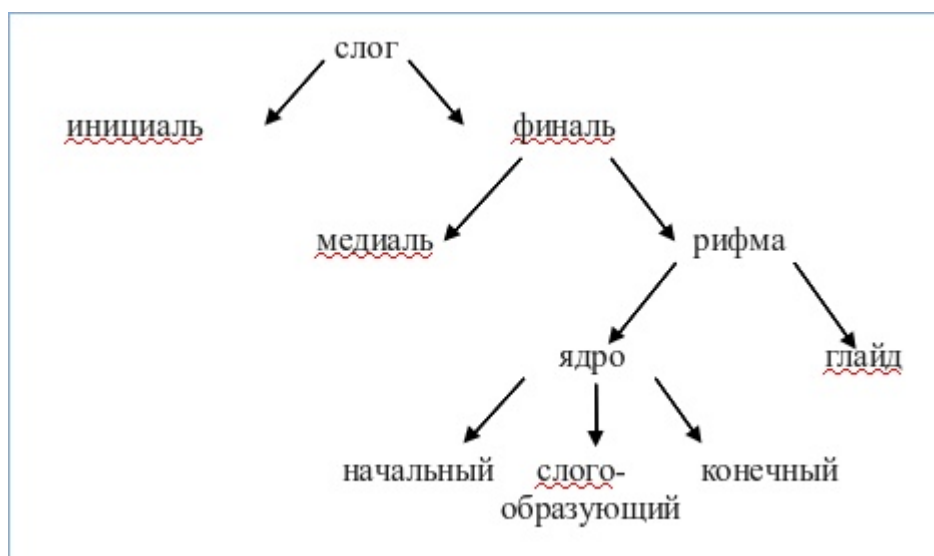 слог
инициаль финаль
медиаль рифма
ядро глайд
начальный слого- конечный
образующий